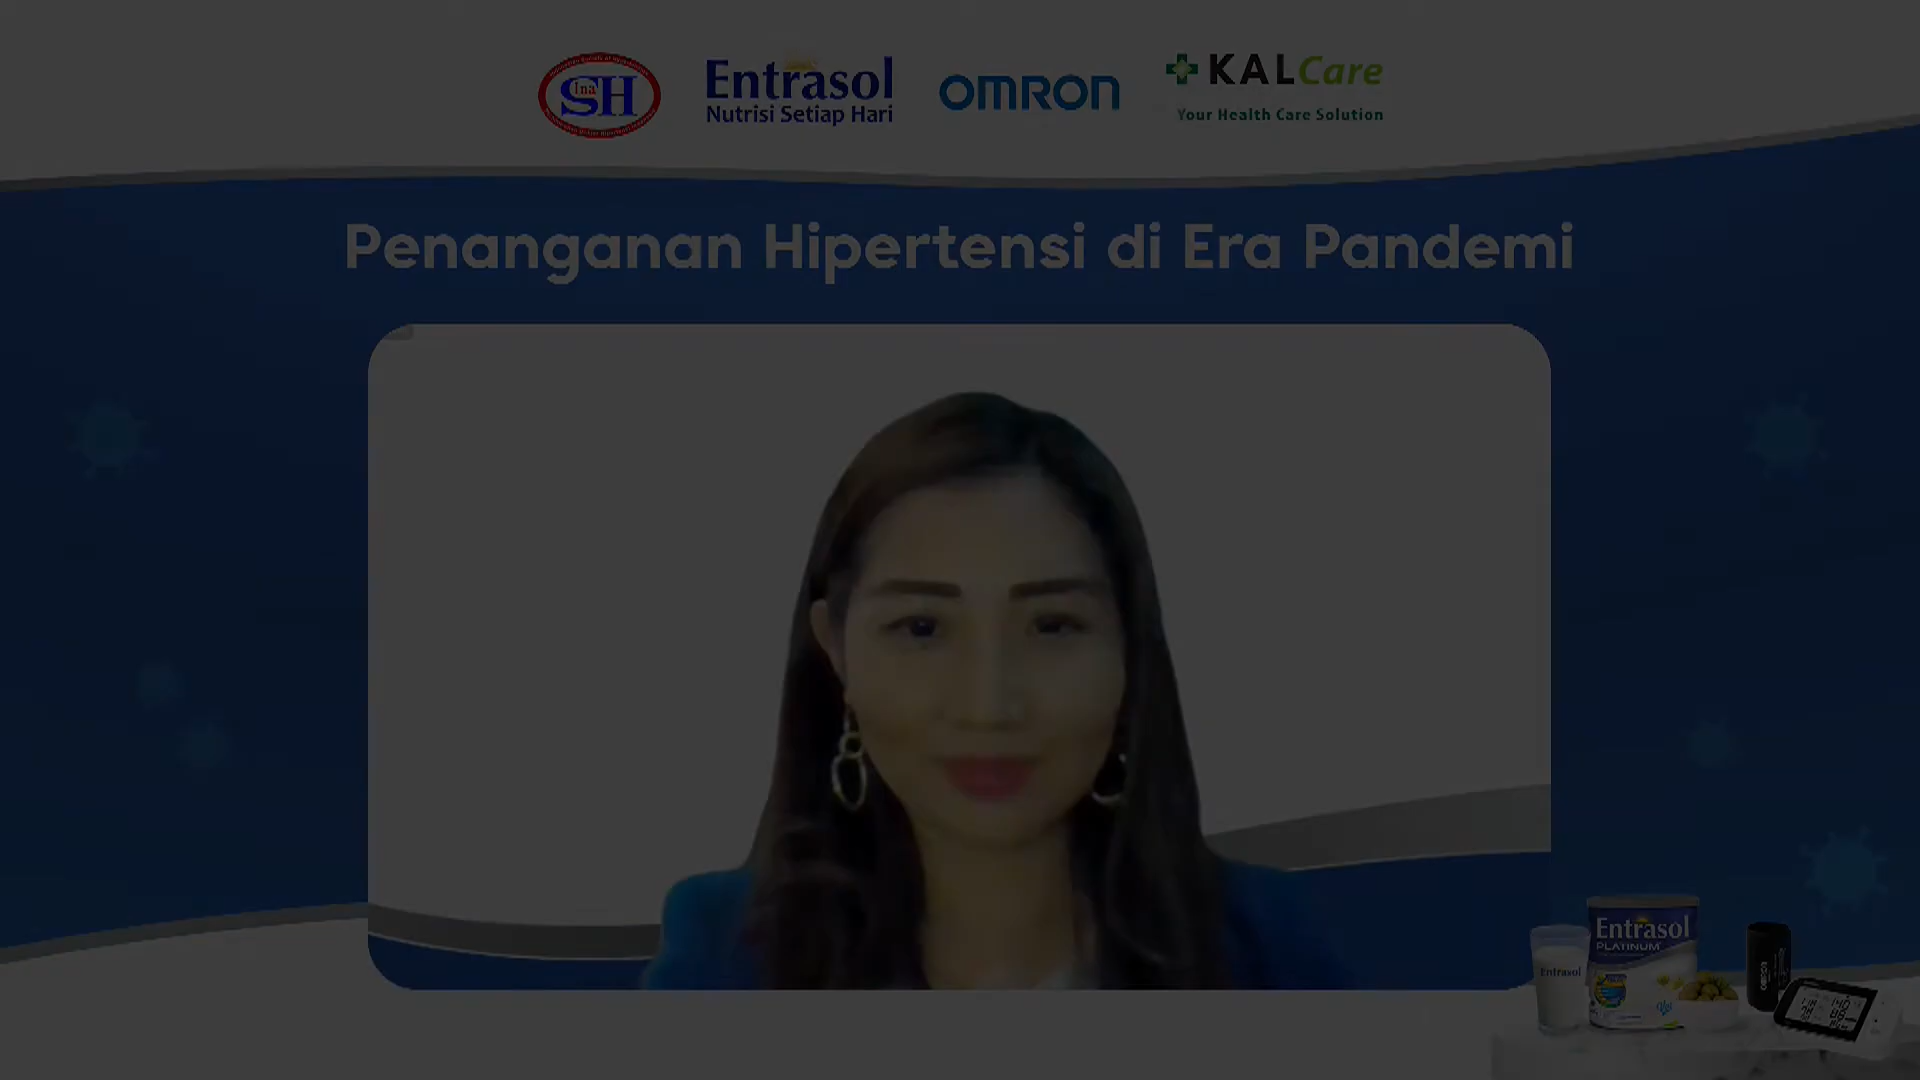 InaSH
Entrasol
Nutrisi Setiap Hari
OMRON
KALCare
Your Health Care Solution
Penanganan Hipertensi di Era Pandemi
Entrasol
PLATINUM
Entrasol
OMRON